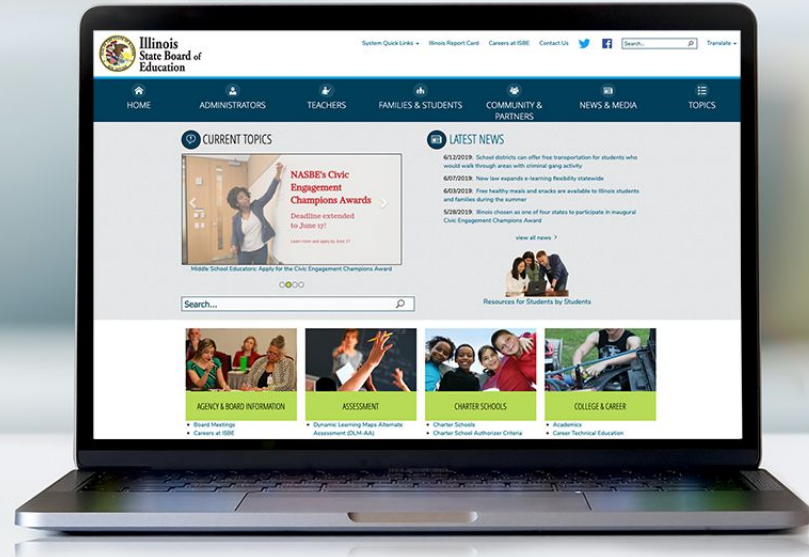 Illinois
State Board of
Education
System Quick Links
Illinois Report Card
Careers at ISBE
Contact Us
Search...
Translate
HOME
ADMINISTRATORS
TEACHERS
FAMILIES & STUDENTS
COMMUNITY &
PARTNERS
NEWS & MEDIA
TOPICS
CURRENT TOPICS
NASBE's Civic
Engagement
Champions Awards
Deadline extended
to June 17!
Learn more and apply by June 17
Middle School Educators: Apply for the Civic Engagement Champions Award
Search...
LATEST NEWS
6/12/2019: School districts can offer free transportation for students who
would walk through areas with criminal gang activity
6/07/2019: New law expands e-learning flexibility statewide
6/03/2019: Free healthy meals and snacks are available to Illinois students
and families during the summer
5/28/2019: Illinois chosen as one of four states to participate in inaugural
Civic Engagement Champions Award
view all news >
Resources for Students by Students
AGENCY & BOARD INFORMATION
• Board Meetings
• Careers at ISBE
ASSESSMENT
• Dynamic Learning Maps Alternate
Assessment (DLM-AA)
CHARTER SCHOOLS
• Charter Schools
• Charter School Authorizer Criteria
COLLEGE & CAREER
• Academics
• Career Technical Education